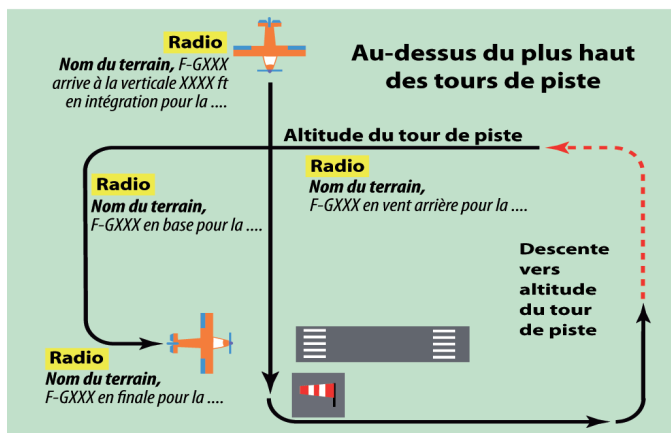 Radio
Nom du terrain, F-GXXX
arrive à la verticale XXXX ft
en intégration pour la ....
Au-dessus du plus haut
des tours de piste
Altitude du tour de piste
Radio
Nom du terrain,
F-GXXX en vent arrière pour la ....
Radio
Nom du terrain,
F-GXXX en base pour la ....
Descente
vers
altitude
du tour
de piste
Radio
Nom du terrain,
F-GXXX en finale pour la ....